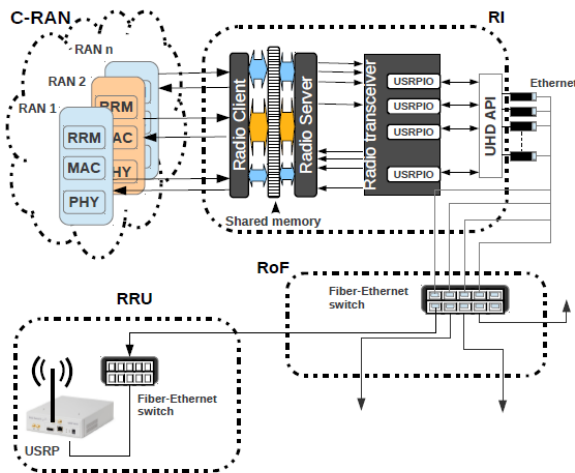 C-RAN
RI
RAN n
RAN 2
RAN 1
RRM
AC
HY
RRM
MAC
PHY
Radio Client
Shared memory
Radio Server
Radio transceiver
USRPIO
USRPIO
USRPIO
USRPIO
UHD API
Ethernet
RoF
Fiber-Ethernet
switch
RRU
Fiber-Ethernet
switch
USRP